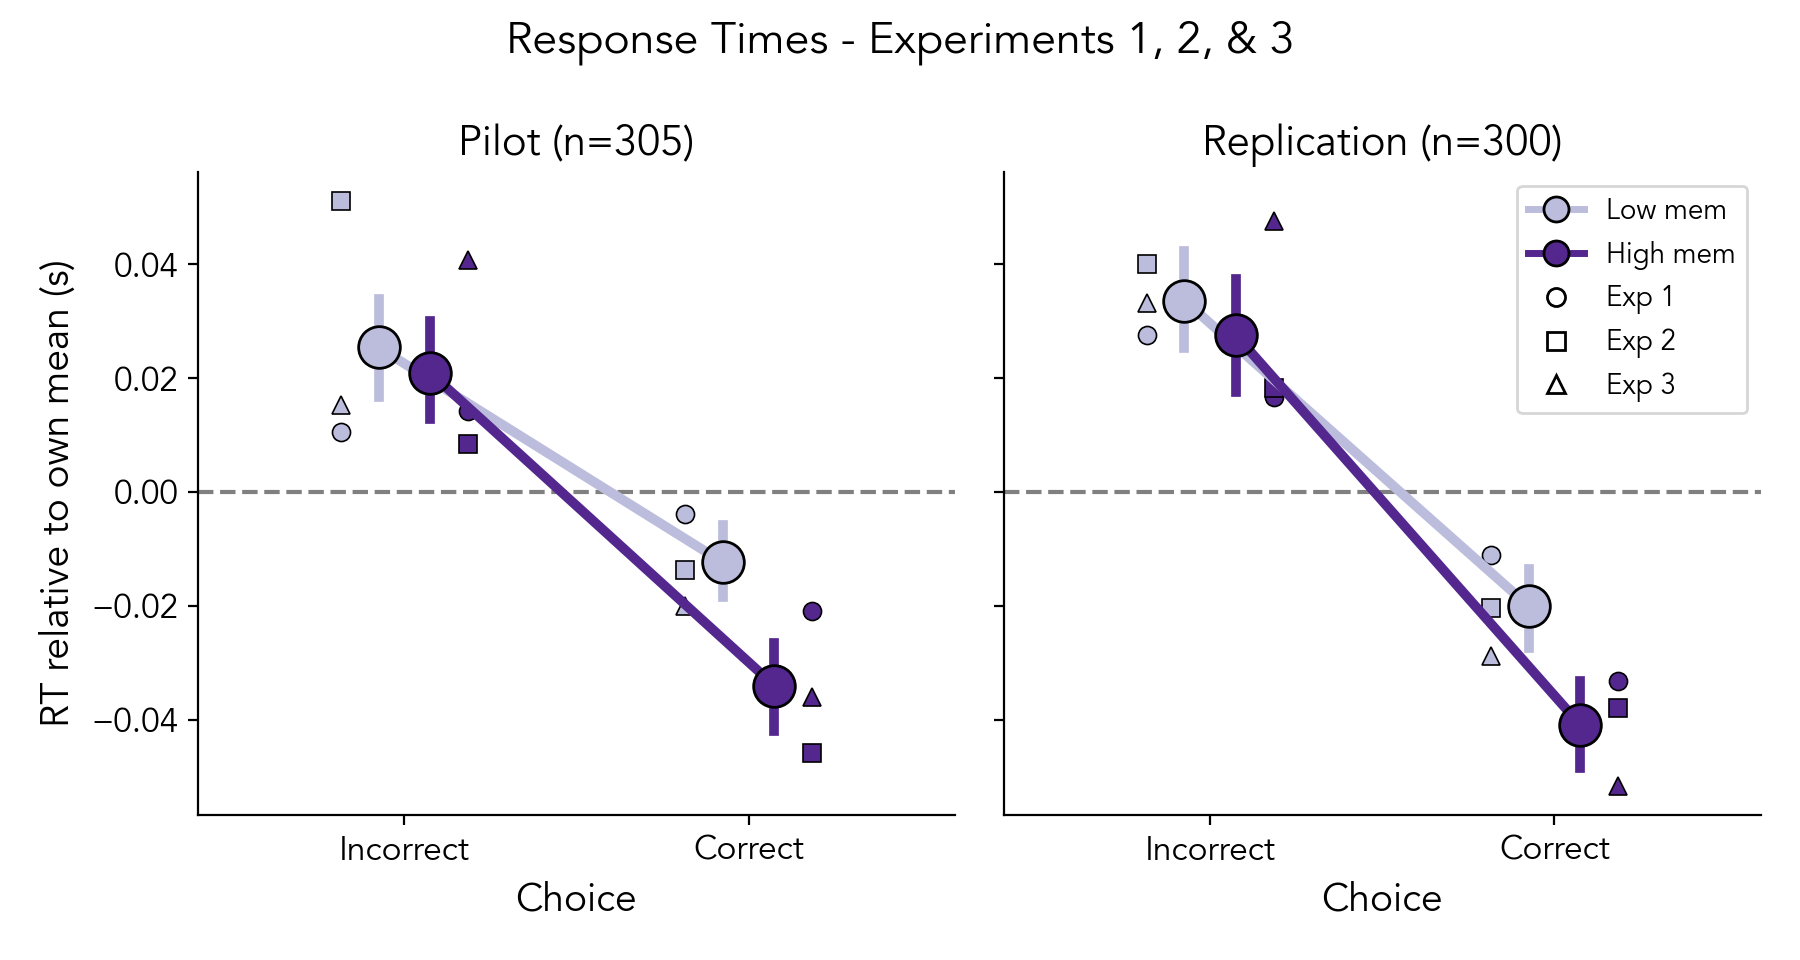 Response Times - Experiments 1, 2, & 3
Pilot (n=305)
Replication (n=300)
RT relative to own mean (s)
0.04
0.02
0.00
−0.02
−0.04
Low mem
High mem
Exp 1
Exp 2
Exp 3
Incorrect
Correct
Incorrect
Correct
Choice
Choice